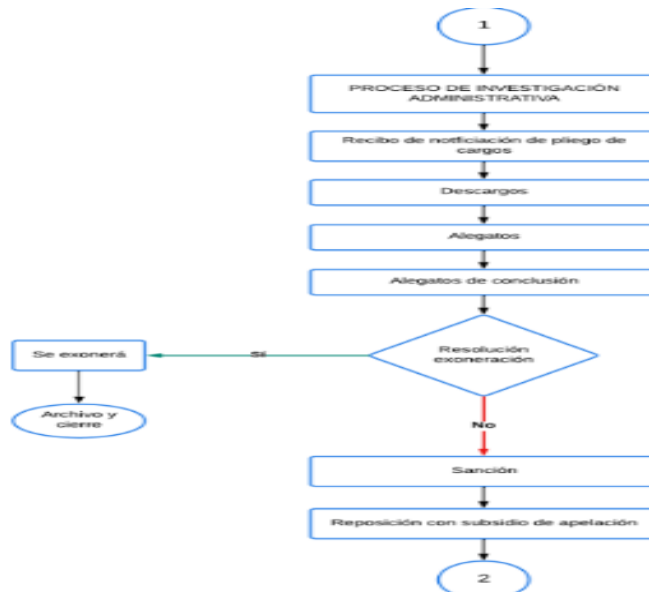 1
PROCESO DE INVESTIGACIÓN
ADMINISTRATIVA
Recibo de notficiación de pliego de
cargos
Descargos
Alegatos
Alegatos de conclusión
Resolución
exoneración
Sí
Se exonerá
Archivo y
cierre
No
Sanción
Reposición con subsidio de apelación
2